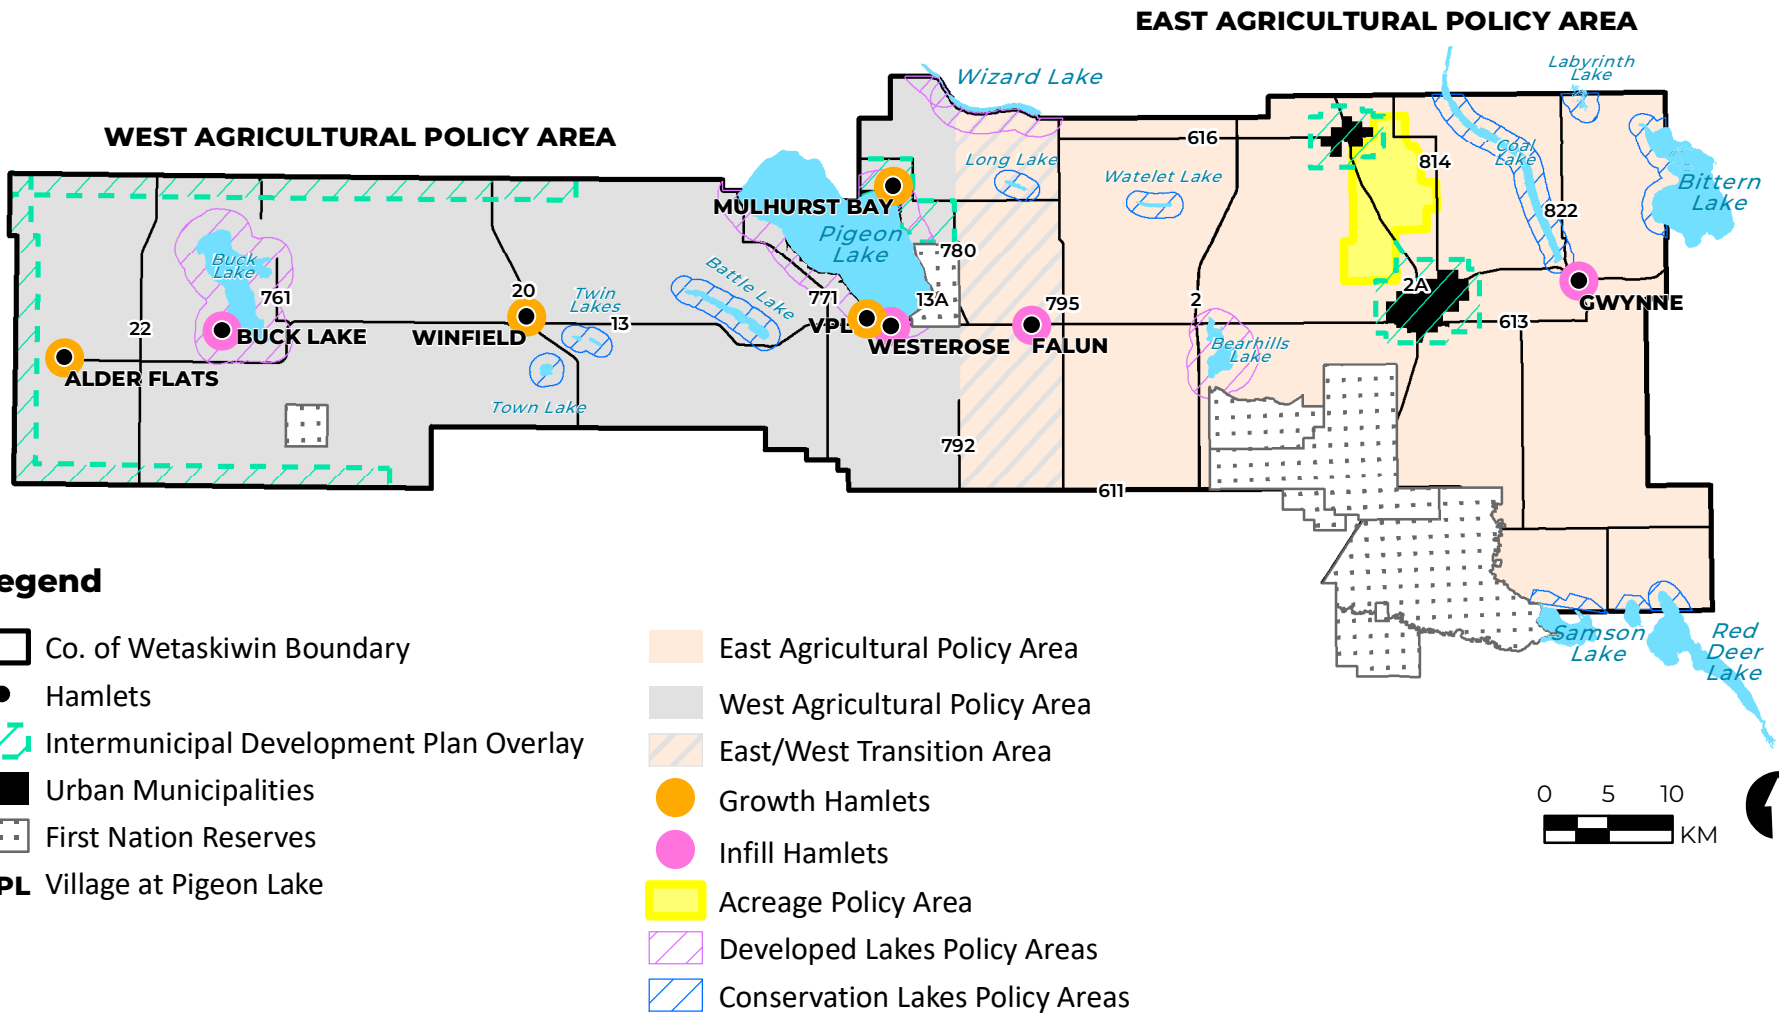 EAST AGRICULTURAL POLICY AREA
Labyrinth
Lake
Wizard Lake
WEST AGRICULTURAL POLICY AREA
616
Long Lake
Coal
Lake
814
Watelet Lake
Bittern
Lake
MULHURST BAY
822
Pigeon
Lake
780
Buck
Lake
Battle Lake
2A
761
20
Twin
Lakes
771
13A
795
2
GWYNNE
22
BUCK LAKE
WINFIELD
13
VPL
613
WESTEROSE
FALUN
Bearhills
Lake
ALDER FLATS
Town Lake
792
611
egend
Co. of Wetaskiwin Boundary
Hamlets
Intermunicipal Development Plan Overlay
Urban Municipalities
First Nation Reserves
PL Village at Pigeon Lake
East Agricultural Policy Area
West Agricultural Policy Area
East/West Transition Area
Growth Hamlets
Infill Hamlets
Acreage Policy Area
Developed Lakes Policy Areas
Conservation Lakes Policy Areas
Samson
Lake
Red
Deer
Lake
0 5 10
KM